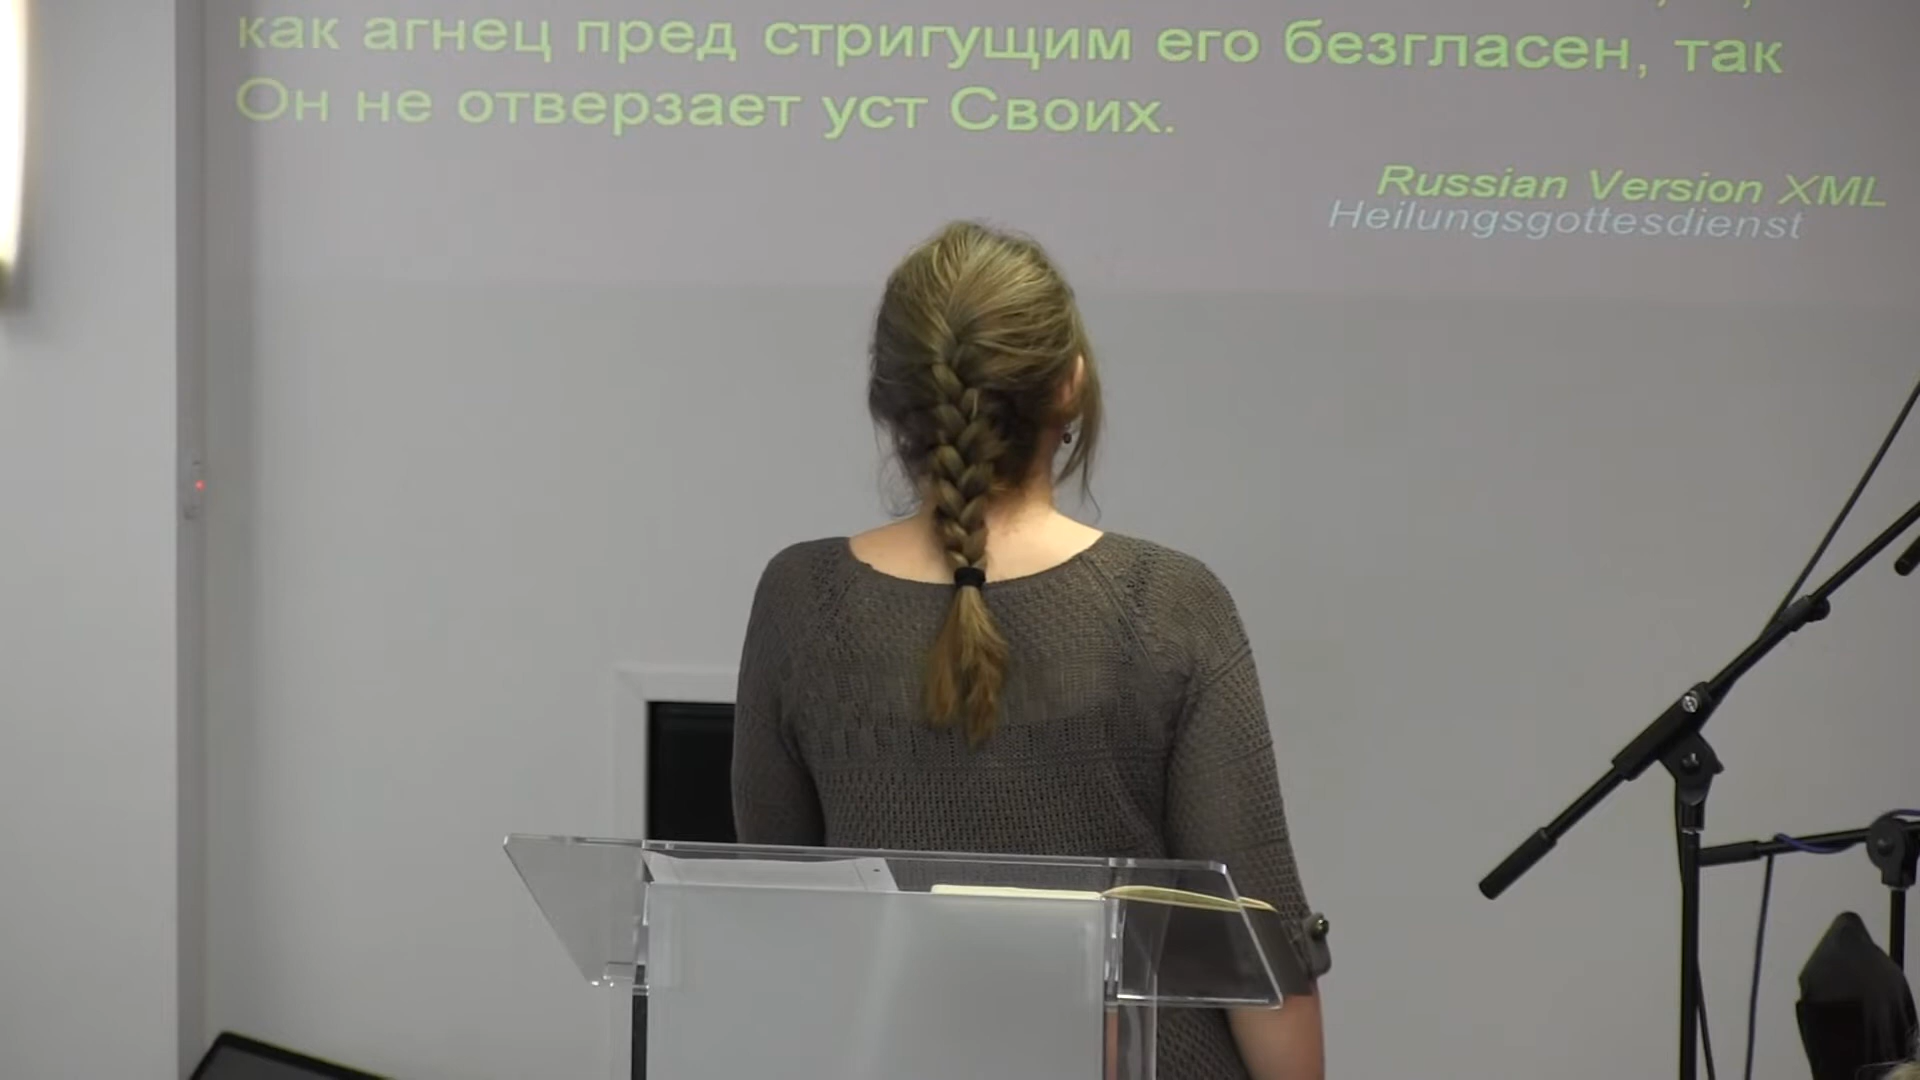 как агнец пред стригущим его безгласен, так
Он не отверзает уст Своих.
Russian Version XML
Heilungsgottesdienst